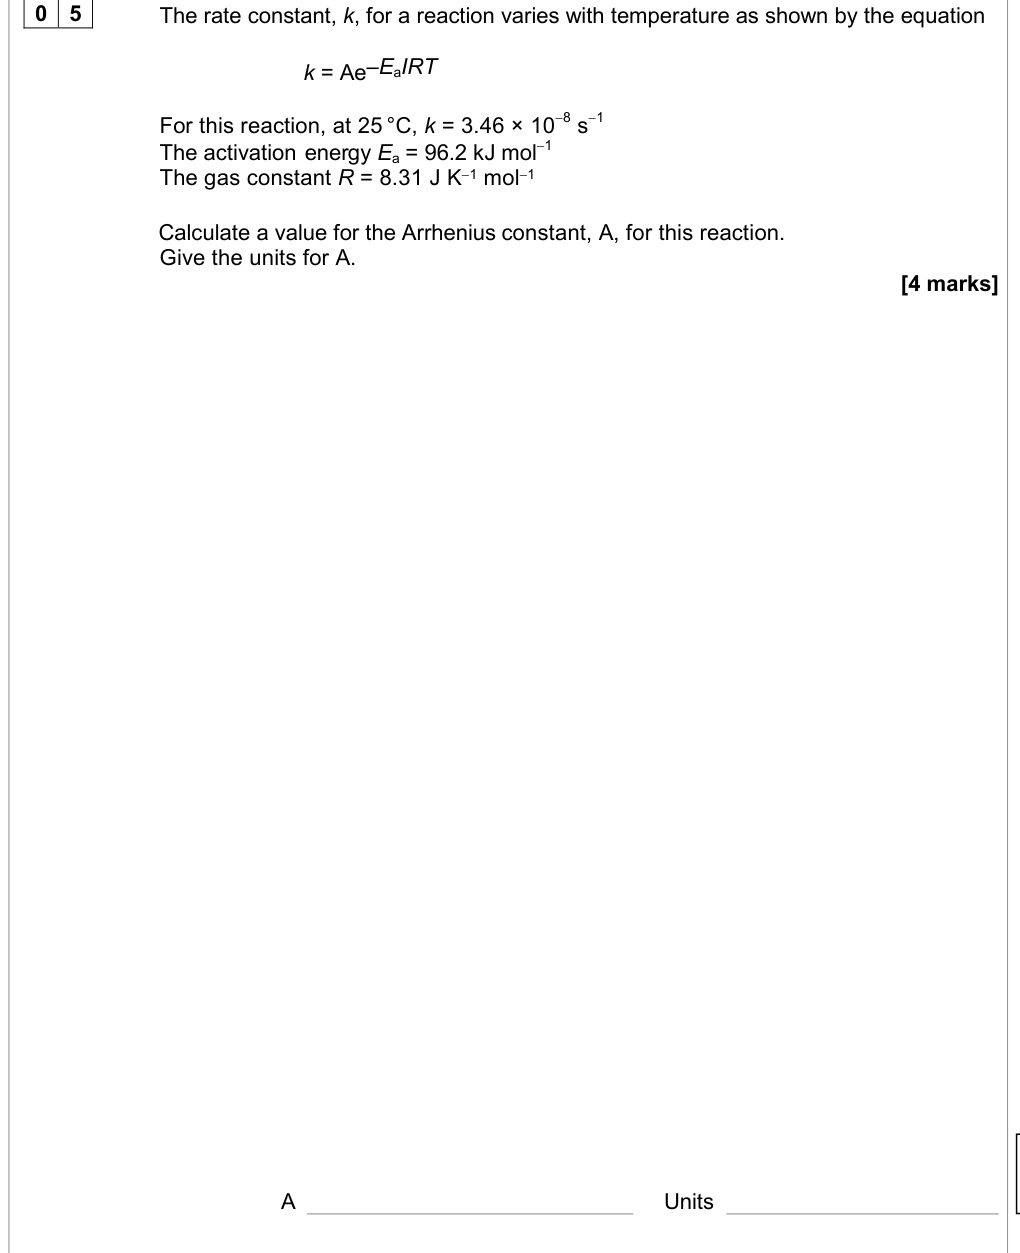 0 5 The rate constant, k, for a reaction varies with temperature as shown by the equation
k = Ae⁻ᴱₐ/RT
For this reaction, at 25 °C, k = 3.46 × 10⁻⁸ s⁻¹
The activation energy Eₐ = 96.2 kJ mol⁻¹
The gas constant R = 8.31 J K⁻¹ mol⁻¹
Calculate a value for the Arrhenius constant, A, for this reaction.
Give the units for A.
[4 marks]
A Units